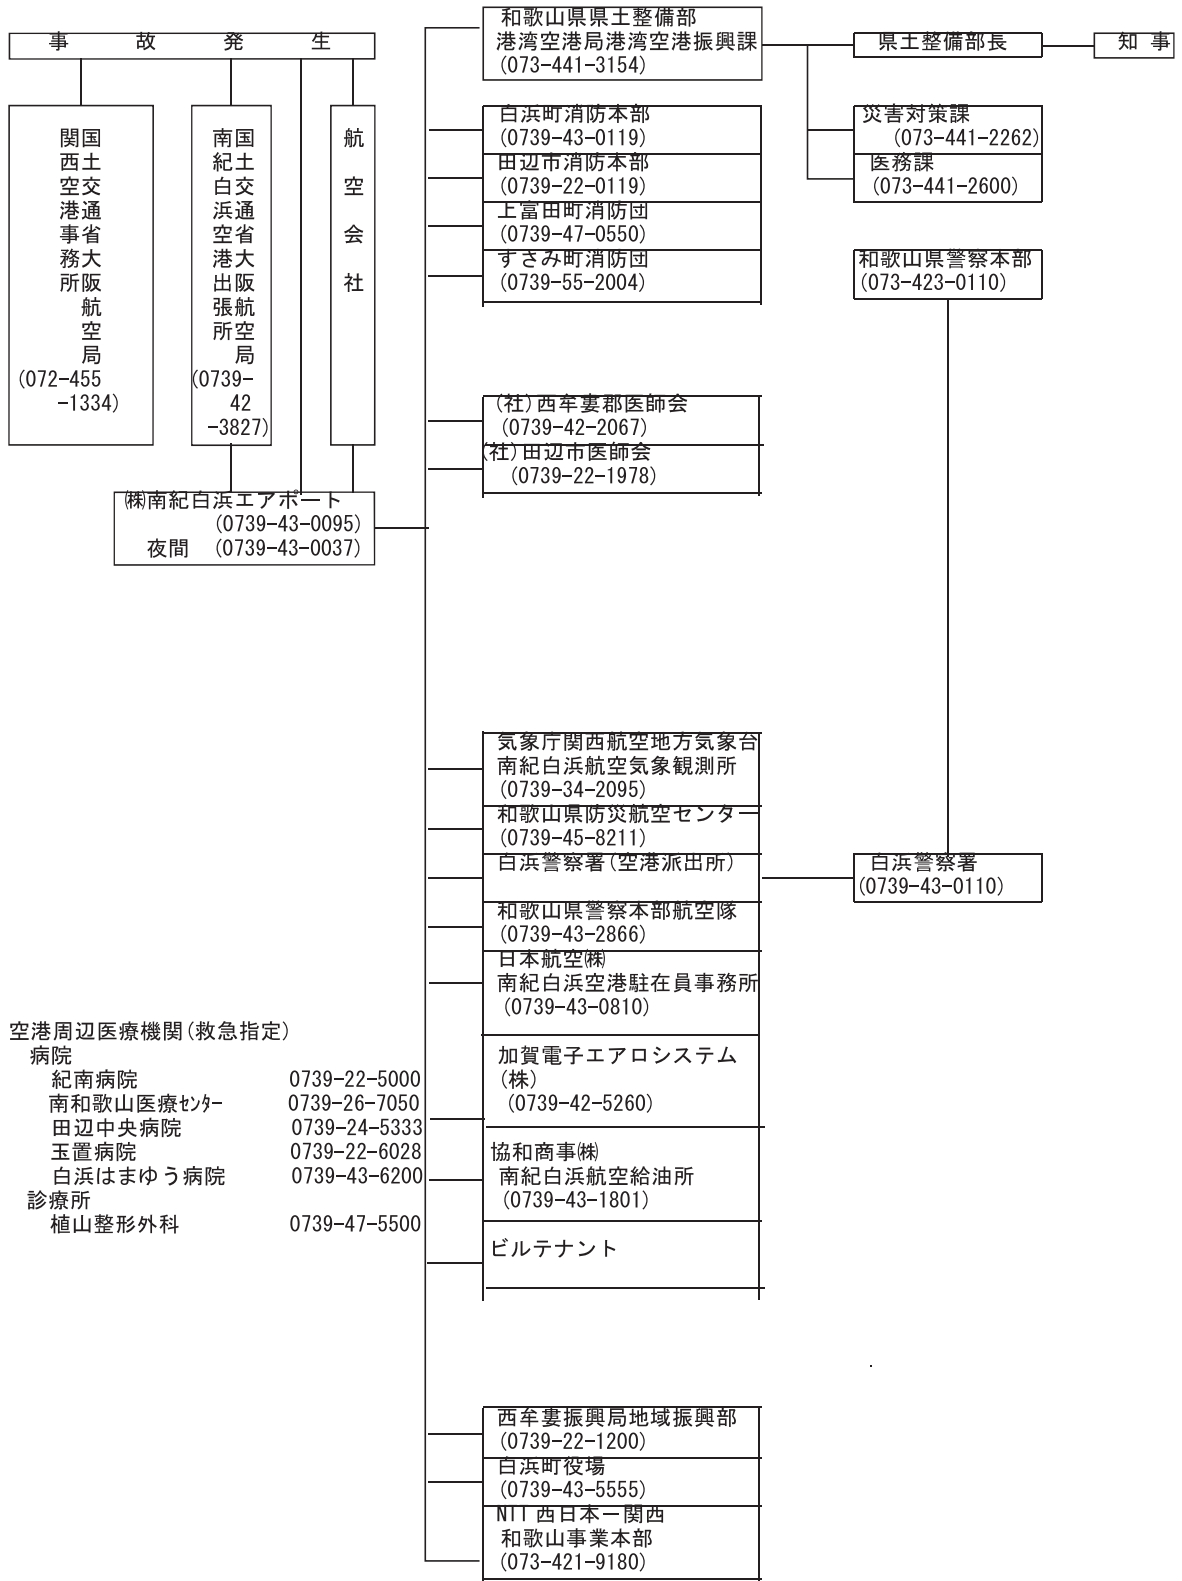 事故発生
国土交通省大阪航空局
関西空港事務所
(072-455
-1334)
国土交通省大阪航空局
南紀白浜空港出張所
(0739-
42
-3827)
航空会社
㈱南紀白浜エアポート
(0739-43-0095)
夜間 (0739-43-0037)
和歌山県県土整備部
港湾空港局港湾空港振興課
(073-441-3154)
県土整備部長
知事
災害対策課
(073-441-2262)
医務課
(073-441-2600)
白浜町消防本部
(0739-43-0119)
田辺市消防本部
(0739-22-0119)
上富田町消防団
(0739-47-0550)
すさみ町消防団
(0739-55-2004)
和歌山県警察本部
(073-423-0110)
(社)西牟婁郡医師会
(0739-42-2067)
(社)田辺市医師会
(0739-22-1978)
気象庁関西航空地方気象台
南紀白浜航空気象観測所
(0739-34-2095)
和歌山県防災航空センター
(0739-45-8211)
白浜警察署(空港派出所)
白浜警察署
(0739-43-0110)
和歌山県警察本部航空隊
(0739-43-2866)
日本航空㈱
南紀白浜空港駐在員事務所
(0739-43-0810)
加賀電子エアロシステム
(株)
(0739-42-5260)
協和商事㈱
南紀白浜航空給油所
(0739-43-1801)
ビルテナント
空港周辺医療機関(救急指定)
病院
紀南病院 0739-22-5000
南和歌山医療ｾﾝﾀｰ 0739-26-7050
田辺中央病院 0739-24-5333
玉置病院 0739-22-6028
白浜はまゆう病院 0739-43-6200
診療所
植山整形外科 0739-47-5500
西牟婁振興局地域振興部
(0739-22-1200)
白浜町役場
(0739-43-5555)
NTT西日本－関西
和歌山事業本部
(073-421-9180)